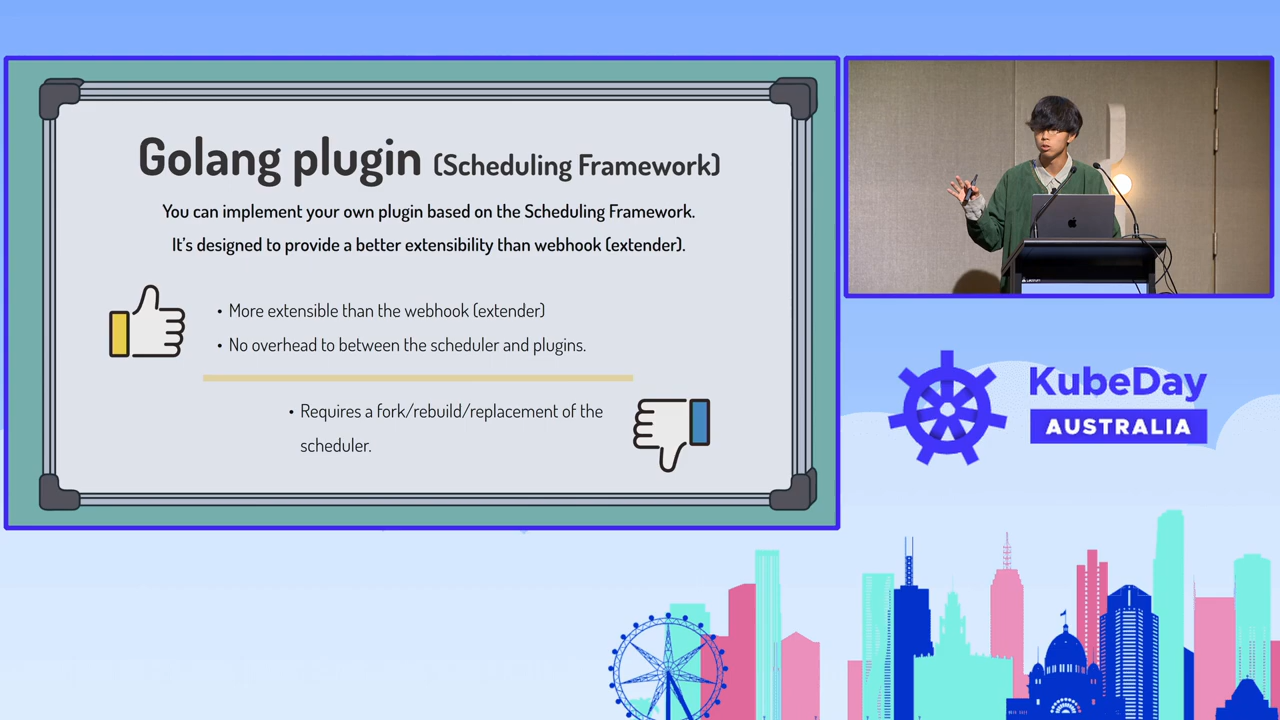 Golang plugin (Scheduling Framework)
You can implement your own plugin based on the Scheduling Framework.
It's designed to provide a better extensibility than webhook (extender).
• More extensible than the webhook (extender)
• No overhead to between the scheduler and plugins.
• Requires a fork/rebuild/replacement of the
scheduler.
KubeDay
AUSTRALIA